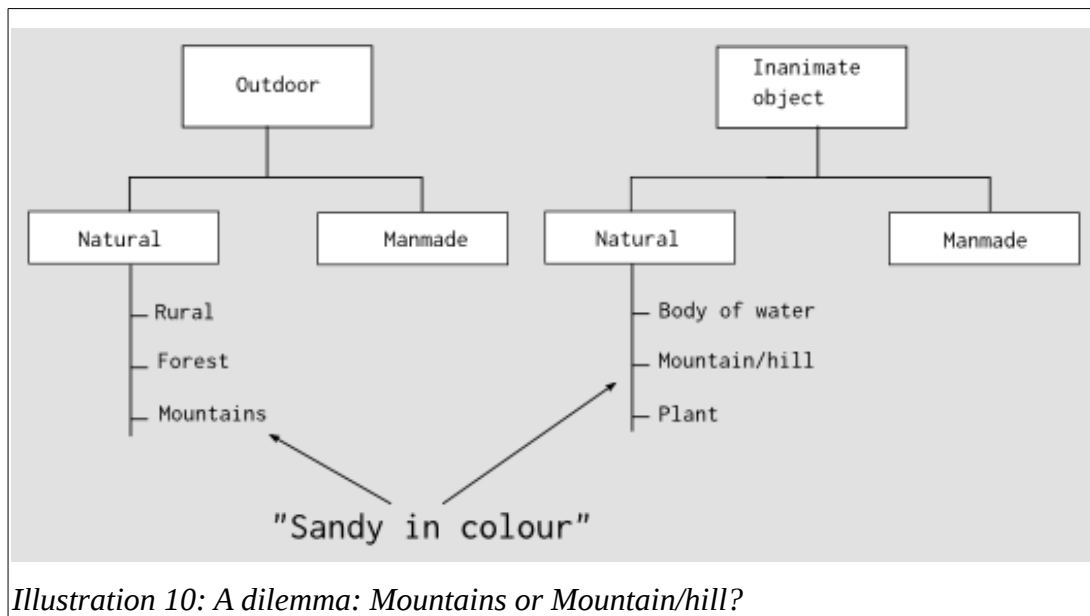 Outdoor
Inanimate
object
Natural
Manmade
Natural
Manmade
Rural
Forest
Mountains
Body of water
Mountain/hill
Plant
"Sandy in colour"
Illustration 10: A dilemma: Mountains or Mountain/hill?